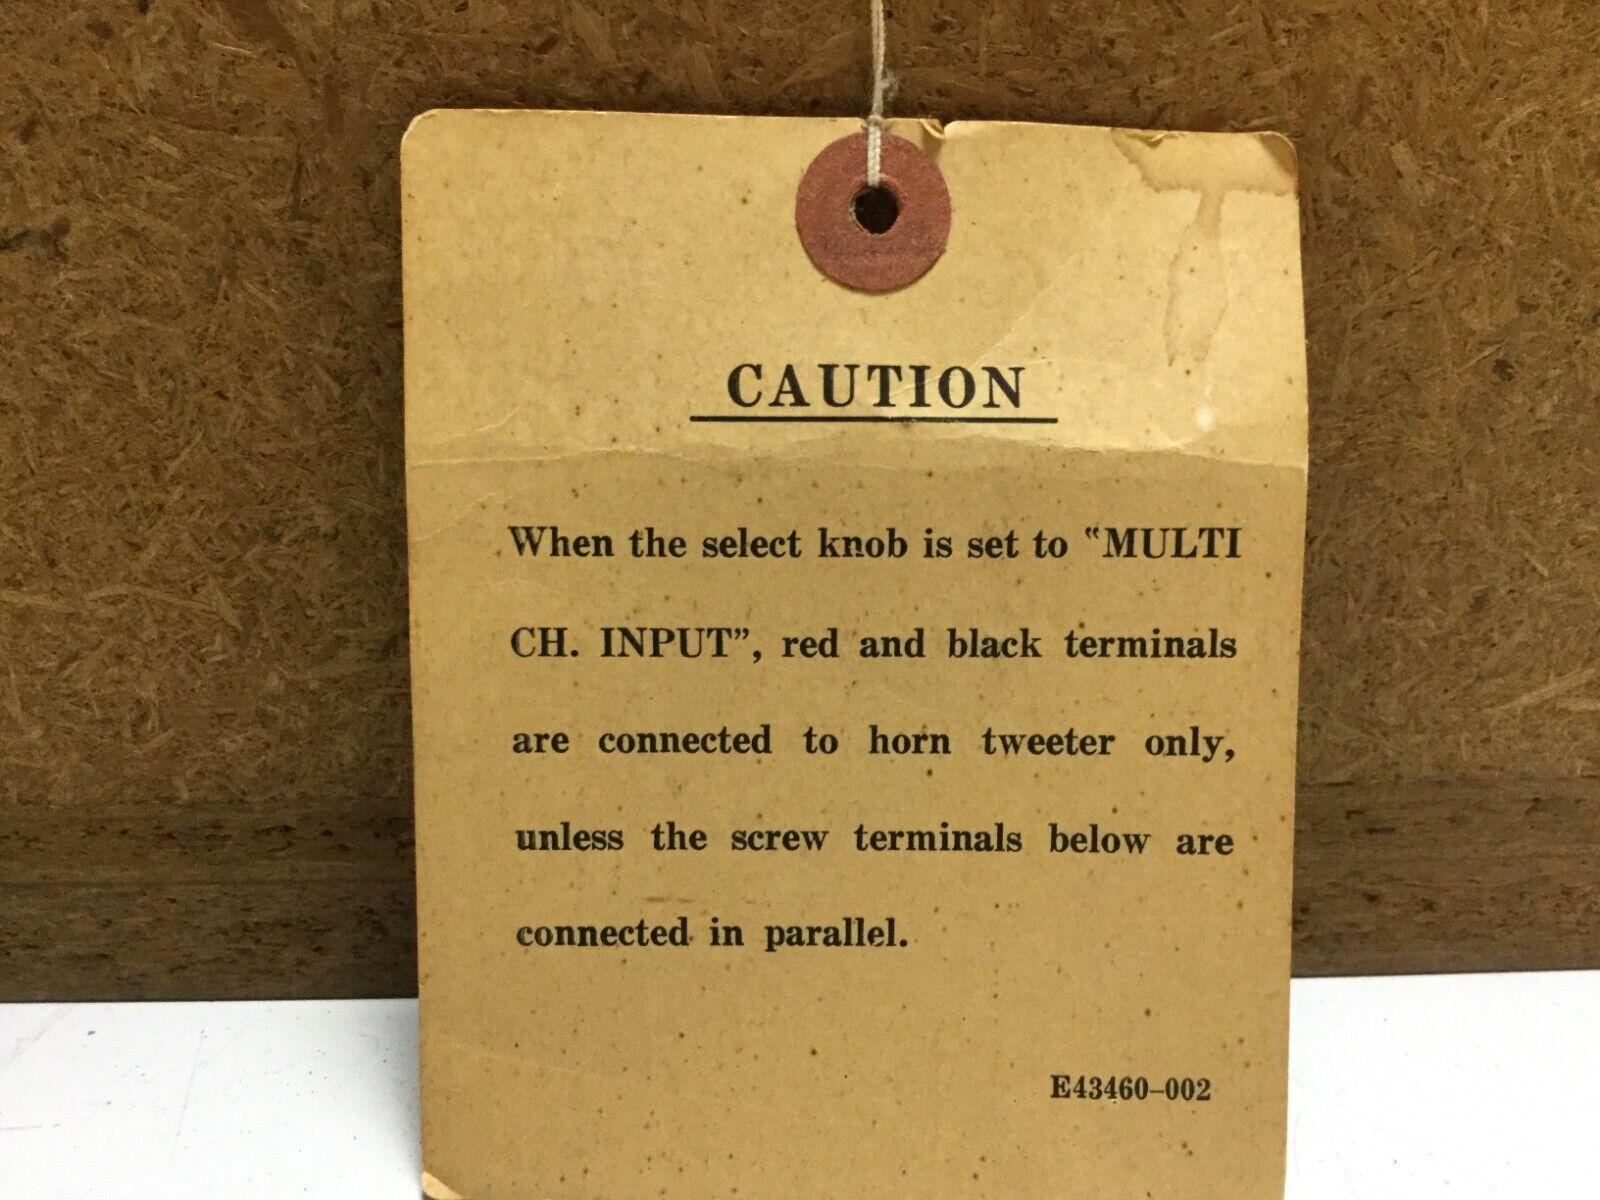 CAUTION
When the select knob is set to “MULTI
CH. INPUT”, red and black terminals
are connected to horn tweeter only,
unless the screw terminals below are
connected in parallel.
E43460-002